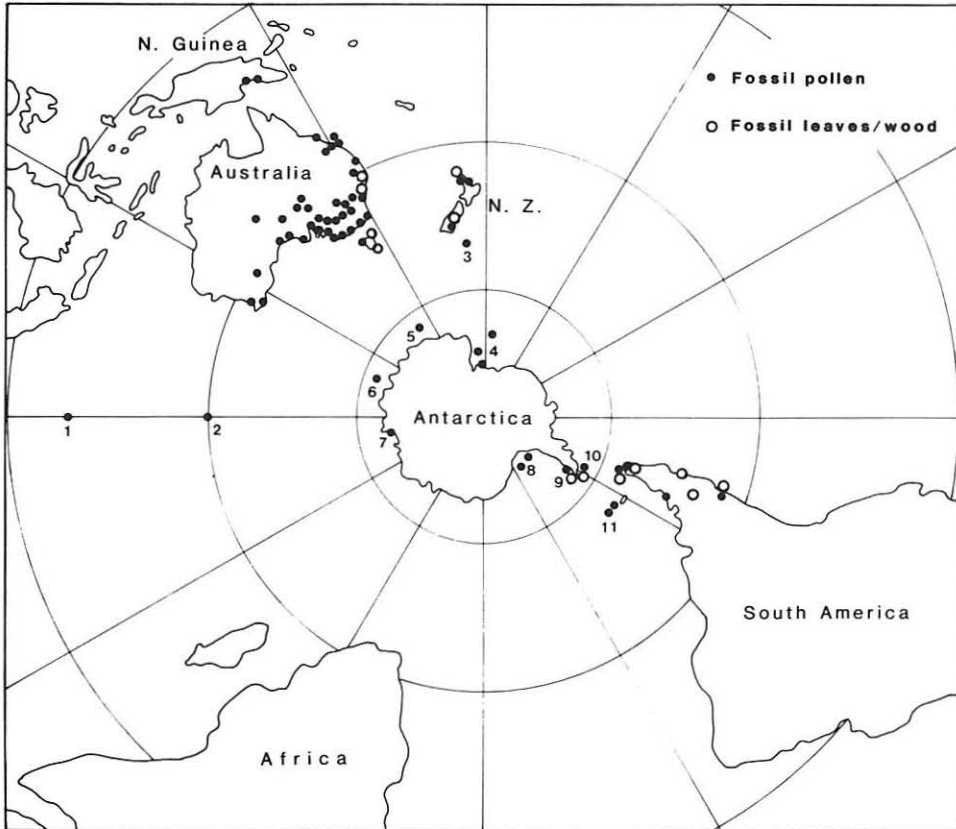 N. Guinea
Fossil pollen
Fossil leaves/wood
Australia
N. Z.
3
5
4
6
Antarctica
1
2
7
8
10
9
11
South America
Africa